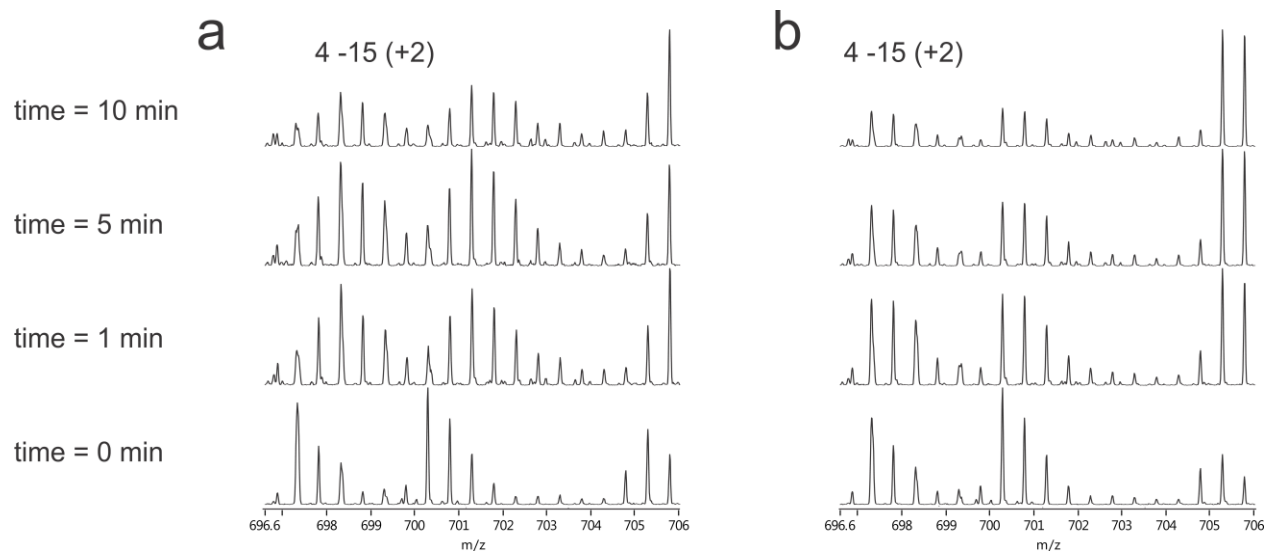 a
b
4 -15 (+2)
4 -15 (+2)
time = 10 min
time = 5 min
time = 1 min
time = 0 min
696.6 698 699 700 701 702 703 704 705 706
m/z
696.6 698 699 700 701 702 703 704 705 706
m/z